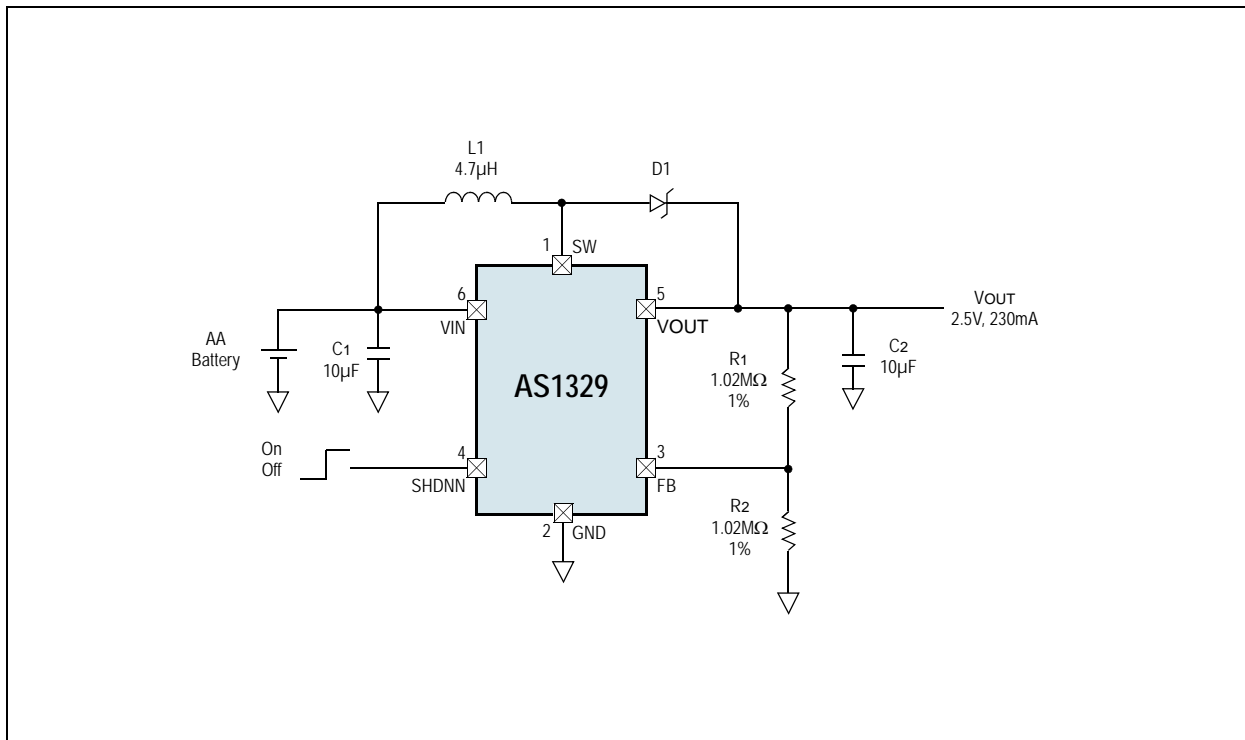 L1
4.7µH
D1
1
SW
6
VIN
5
VOUT
VOUT
2.5V, 230mA
AA
Battery
C1
10µF
AS1329
R1
1.02MΩ
1%
C2
10µF
On
Off
4
SHDNN
3
FB
2
GND
R2
1.02MΩ
1%